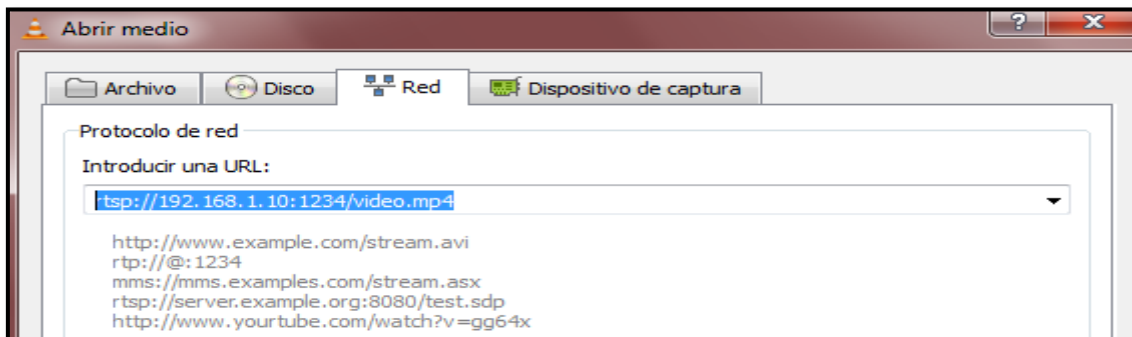 Abrir medio
Archivo Disco Red Dispositivo de captura
Protocolo de red
Introducir una URL:
rtsp://192.168.1.10:1234/video.mp4
http://www.example.com/stream.avi
rtp://@:1234
mms://mms.examples.com/stream.asx
rtsp://server.example.org:8080/test.sdp
http://www.yourtube.com/watch?v=gg64x